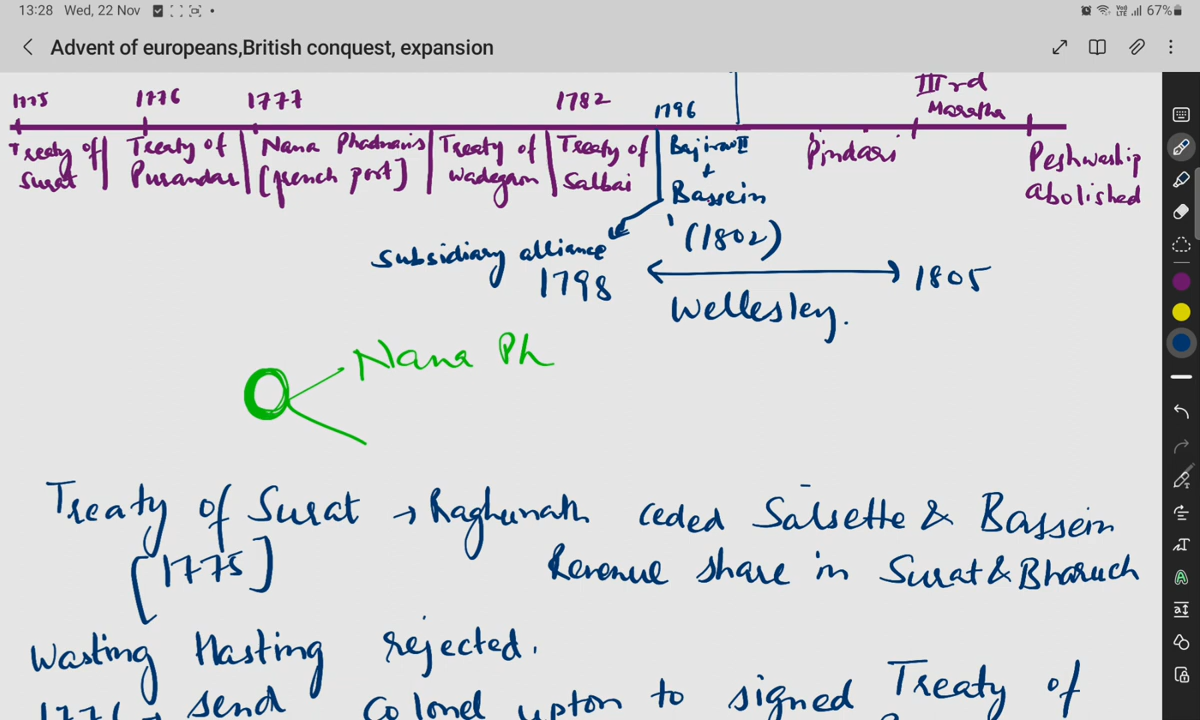 13:28 Wed, 22 Nov
67%
Advent of europeans,British conquest, expansion
1775 1776 1777 1782 1796 IIIrd Maratha
Treaty of Surat
Treaty of Purandar
Nana Phadnavis (french port]
Treaty of wadegaon
Treaty of Salbai
Bajirao II + Bassein (1802)
Pindari
Peshwaship abolished
subsidiary alliance
1798 1805
Wellesley.
Nana Ph
Treaty of Surat → Raghunath ceded Salsette & Bassein
[1775] Revenue share in Surat & Bharuch
Wasting Hasting rejected.
1776 → send Colonel upton to signed Treaty of